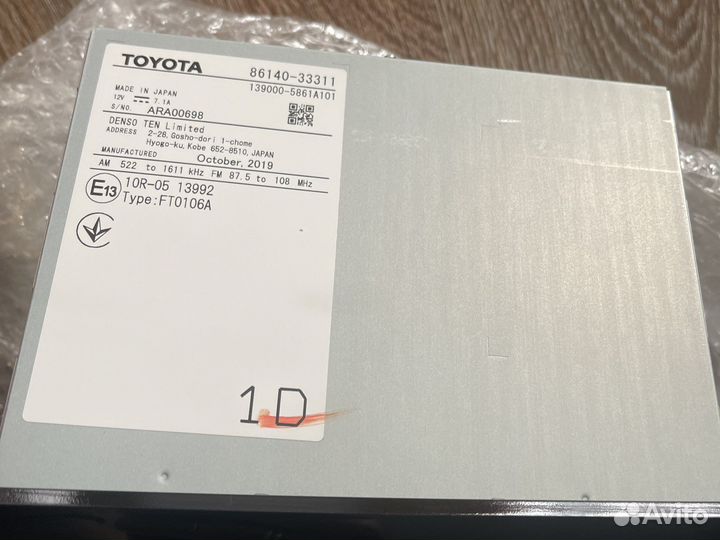 TOYOTA 86140-33311
139000-5861A101
MADE IN JAPAN
12V 7.1A
S/NO. ARA00698
DENSO TEN Limited
ADDRESS 2-28, Gosho-dori 1-chome
Hyogo-ku, Kobe 652-8510, JAPAN
MANUFACTURED October, 2019
AM 522 to 1611 kHz FM 87.5 to 108 MHz
E13 10R-05 13992
Type:FT0106A
1D
Avito